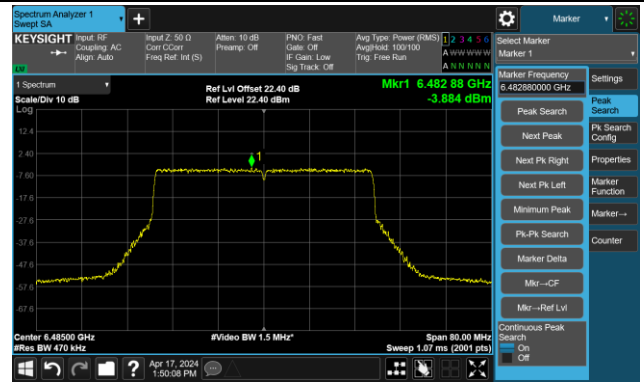 Spectrum Analyzer 1
Swept SA
Marker
KEYSIGHT
Input: RF
Coupling: AC
Align: Auto
Input Z: 50 Ω
Corr CCorr
Freq Ref: Int (S)
Atten: 10 dB
Preamp: Off
PNO: Fast
Gate: Off
IF Gain: Low
Sig Track: Off
Avg Type: Power (RMS)
Avg|Hold: 100/100
Trig: Free Run
1 2 3 4 5 6
A W W W W W
A N N N N N
Select Marker
Marker 1
1 Spectrum
Scale/Div 10 dB
Log
Ref Lvl Offset 22.40 dB
Ref Level 22.40 dBm
Mkr1 6.482 88 GHz
-3.884 dBm
12.4
2.40
-7.60
-17.6
-27.6
-37.6
-47.6
-57.6
-67.6
1
Center 6.48500 GHz
#Res BW 470 kHz
#Video BW 1.5 MHz*
Span 80.00 MHz
Sweep 1.07 ms (2001 pts)
Marker Frequency
6.482880000 GHz
Peak Search
Next Peak
Next Pk Right
Next Pk Left
Minimum Peak
Pk-Pk Search
Marker Delta
Mkr→CF
Mkr→Ref Lvl
Continuous Peak
Search
On
Off
Settings
Peak
Search
Pk Search
Config
Properties
Marker
Function
Marker→
Counter
Apr 17, 2024
1:50:08 PM